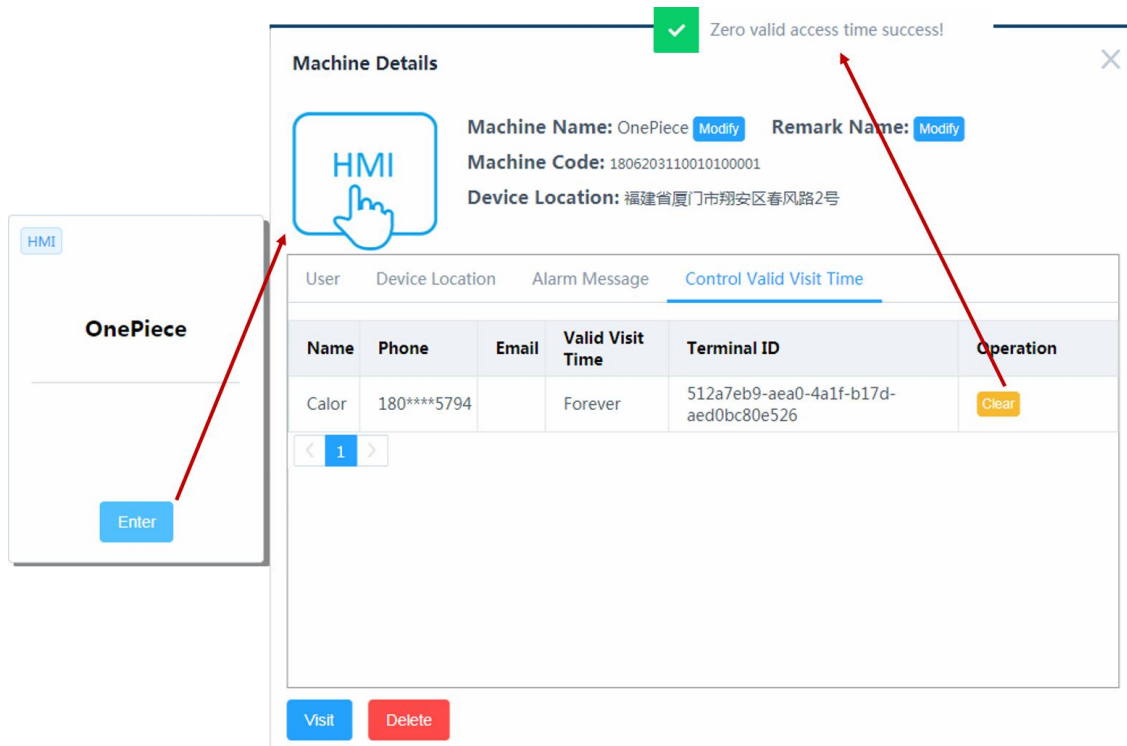 Zero valid access time success!
Machine Details
HMI
Machine Name: OnePiece Modify Remark Name: Modify
Machine Code: 1806203110010100001
Device Location: 福建省厦门市翔安区春风路2号
HMI
OnePiece
Enter
User Device Location Alarm Message Control Valid Visit Time
Name Phone Email Valid Visit Time Terminal ID Operation
Calor 180****5794 Forever 512a7eb9-aea0-4a1f-b17d-aed0bc80e526 Clear
1
Visit Delete